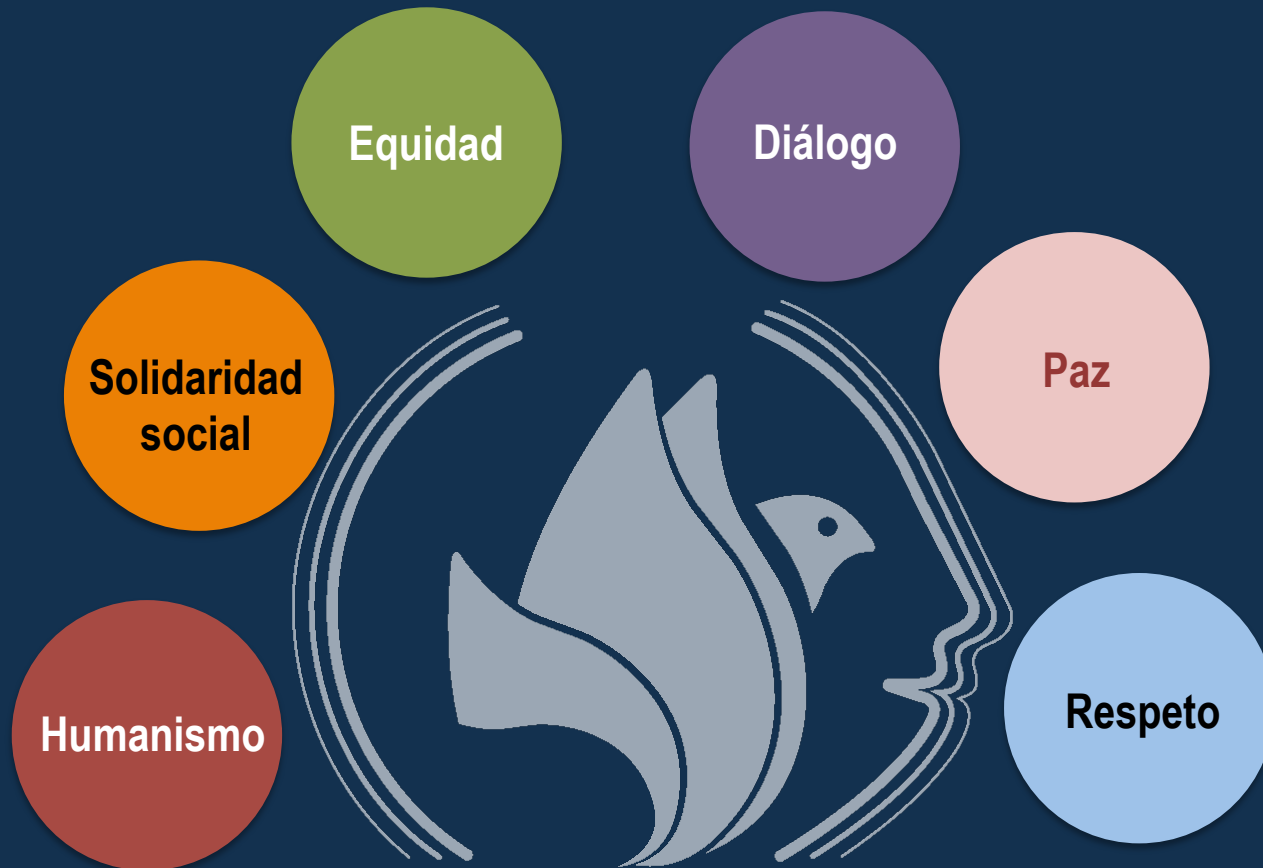 Equidad
Diálogo
Solidaridad
social
Paz
Humanismo
Respeto